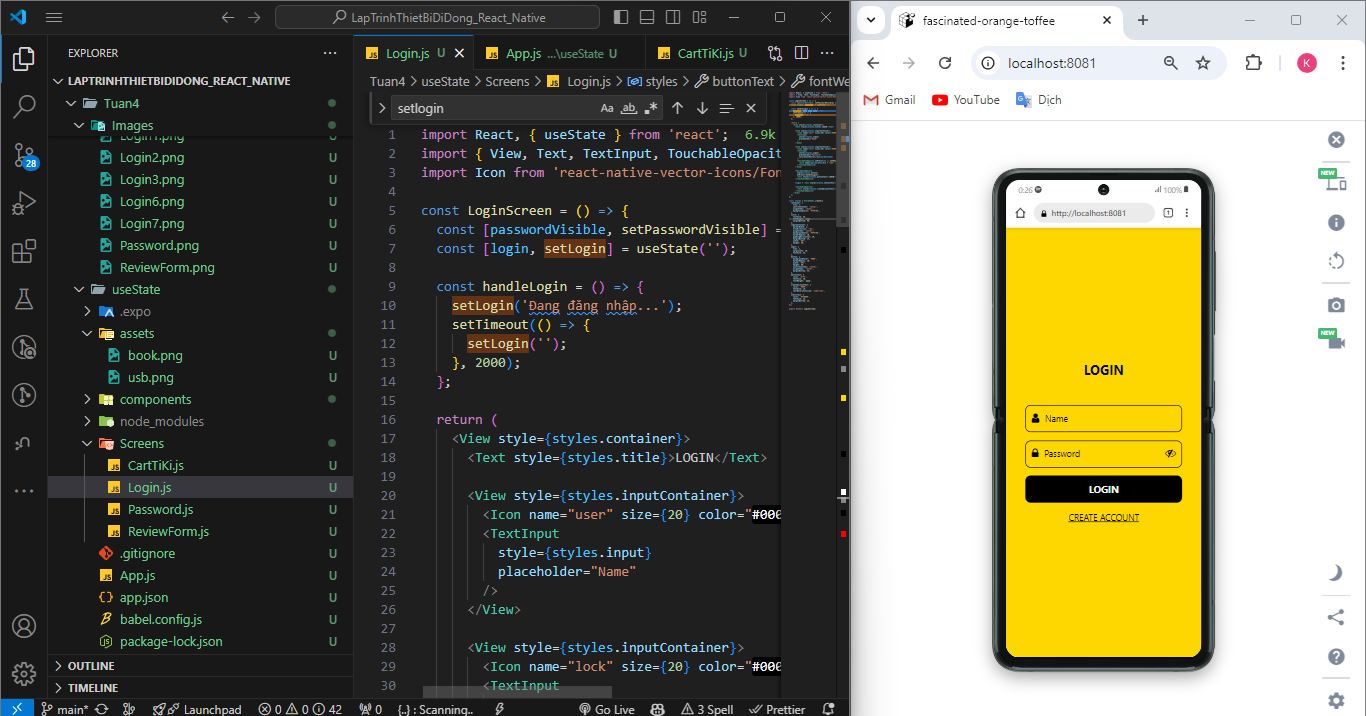 LapTrinhThietBiDiDong_React_Native
EXPLORER
LAPTRINHTHIETBIDIDONG_REACT_NATIVE
Tuan4
Images
Login1.png U
Login2.png U
Login3.png U
Login6.png U
Login7.png U
Password.png U
ReviewForm.png U
useState
.expo
assets
book.png U
usb.png U
components
node_modules
Screens
CartTiKi.js U
Login.js U
Password.js U
ReviewForm.js U
.gitignore U
App.js U
app.json U
babel.config.js U
package-lock.json U
OUTLINE
TIMELINE
28
JS Login.js U
JS App.js ...\useState U
JS CartTiKi.js U
Tuan4 > useState > Screens > JS Login.js > styles > buttonText > fontWe
setlogin
Aa ab .*
1 import React, { useState } from 'react'; 6.9k
2 import { View, Text, TextInput, TouchableOpacit
3 import Icon from 'react-native-vector-icons/Fon
4
5 const LoginScreen = () => {
6 const [passwordVisible, setPasswordVisible] =
7 const [login, setLogin] = useState('');
8
9 const handleLogin = () => {
10 setLogin('Đang đăng nhập...');
11 setTimeout(() => {
12 setLogin('');
13 }, 2000);
14 };
15
16 return (
17 <View style={styles.container}>
18 <Text style={styles.title}>LOGIN</Text>
19
20 <View style={styles.inputContainer}>
21 <Icon name="user" size={20} color="#000
22 <TextInput
23 style={styles.input}
24 placeholder="Name"
25 />
26 </View>
27
28 <View style={styles.inputContainer}>
29 <Icon name="lock" size={20} color="#000
30 <TextInput
main*
Launchpad
0 0 42
0
{..} : Scanning..
Go Live
3 Spell
Prettier
fascinated-orange-toffee
localhost:8081
K
Gmail
YouTube
Dịch
NEW
NEW
0:26
100%
http://localhost:8081
1
LOGIN
Name
Password
LOGIN
CREATE ACCOUNT